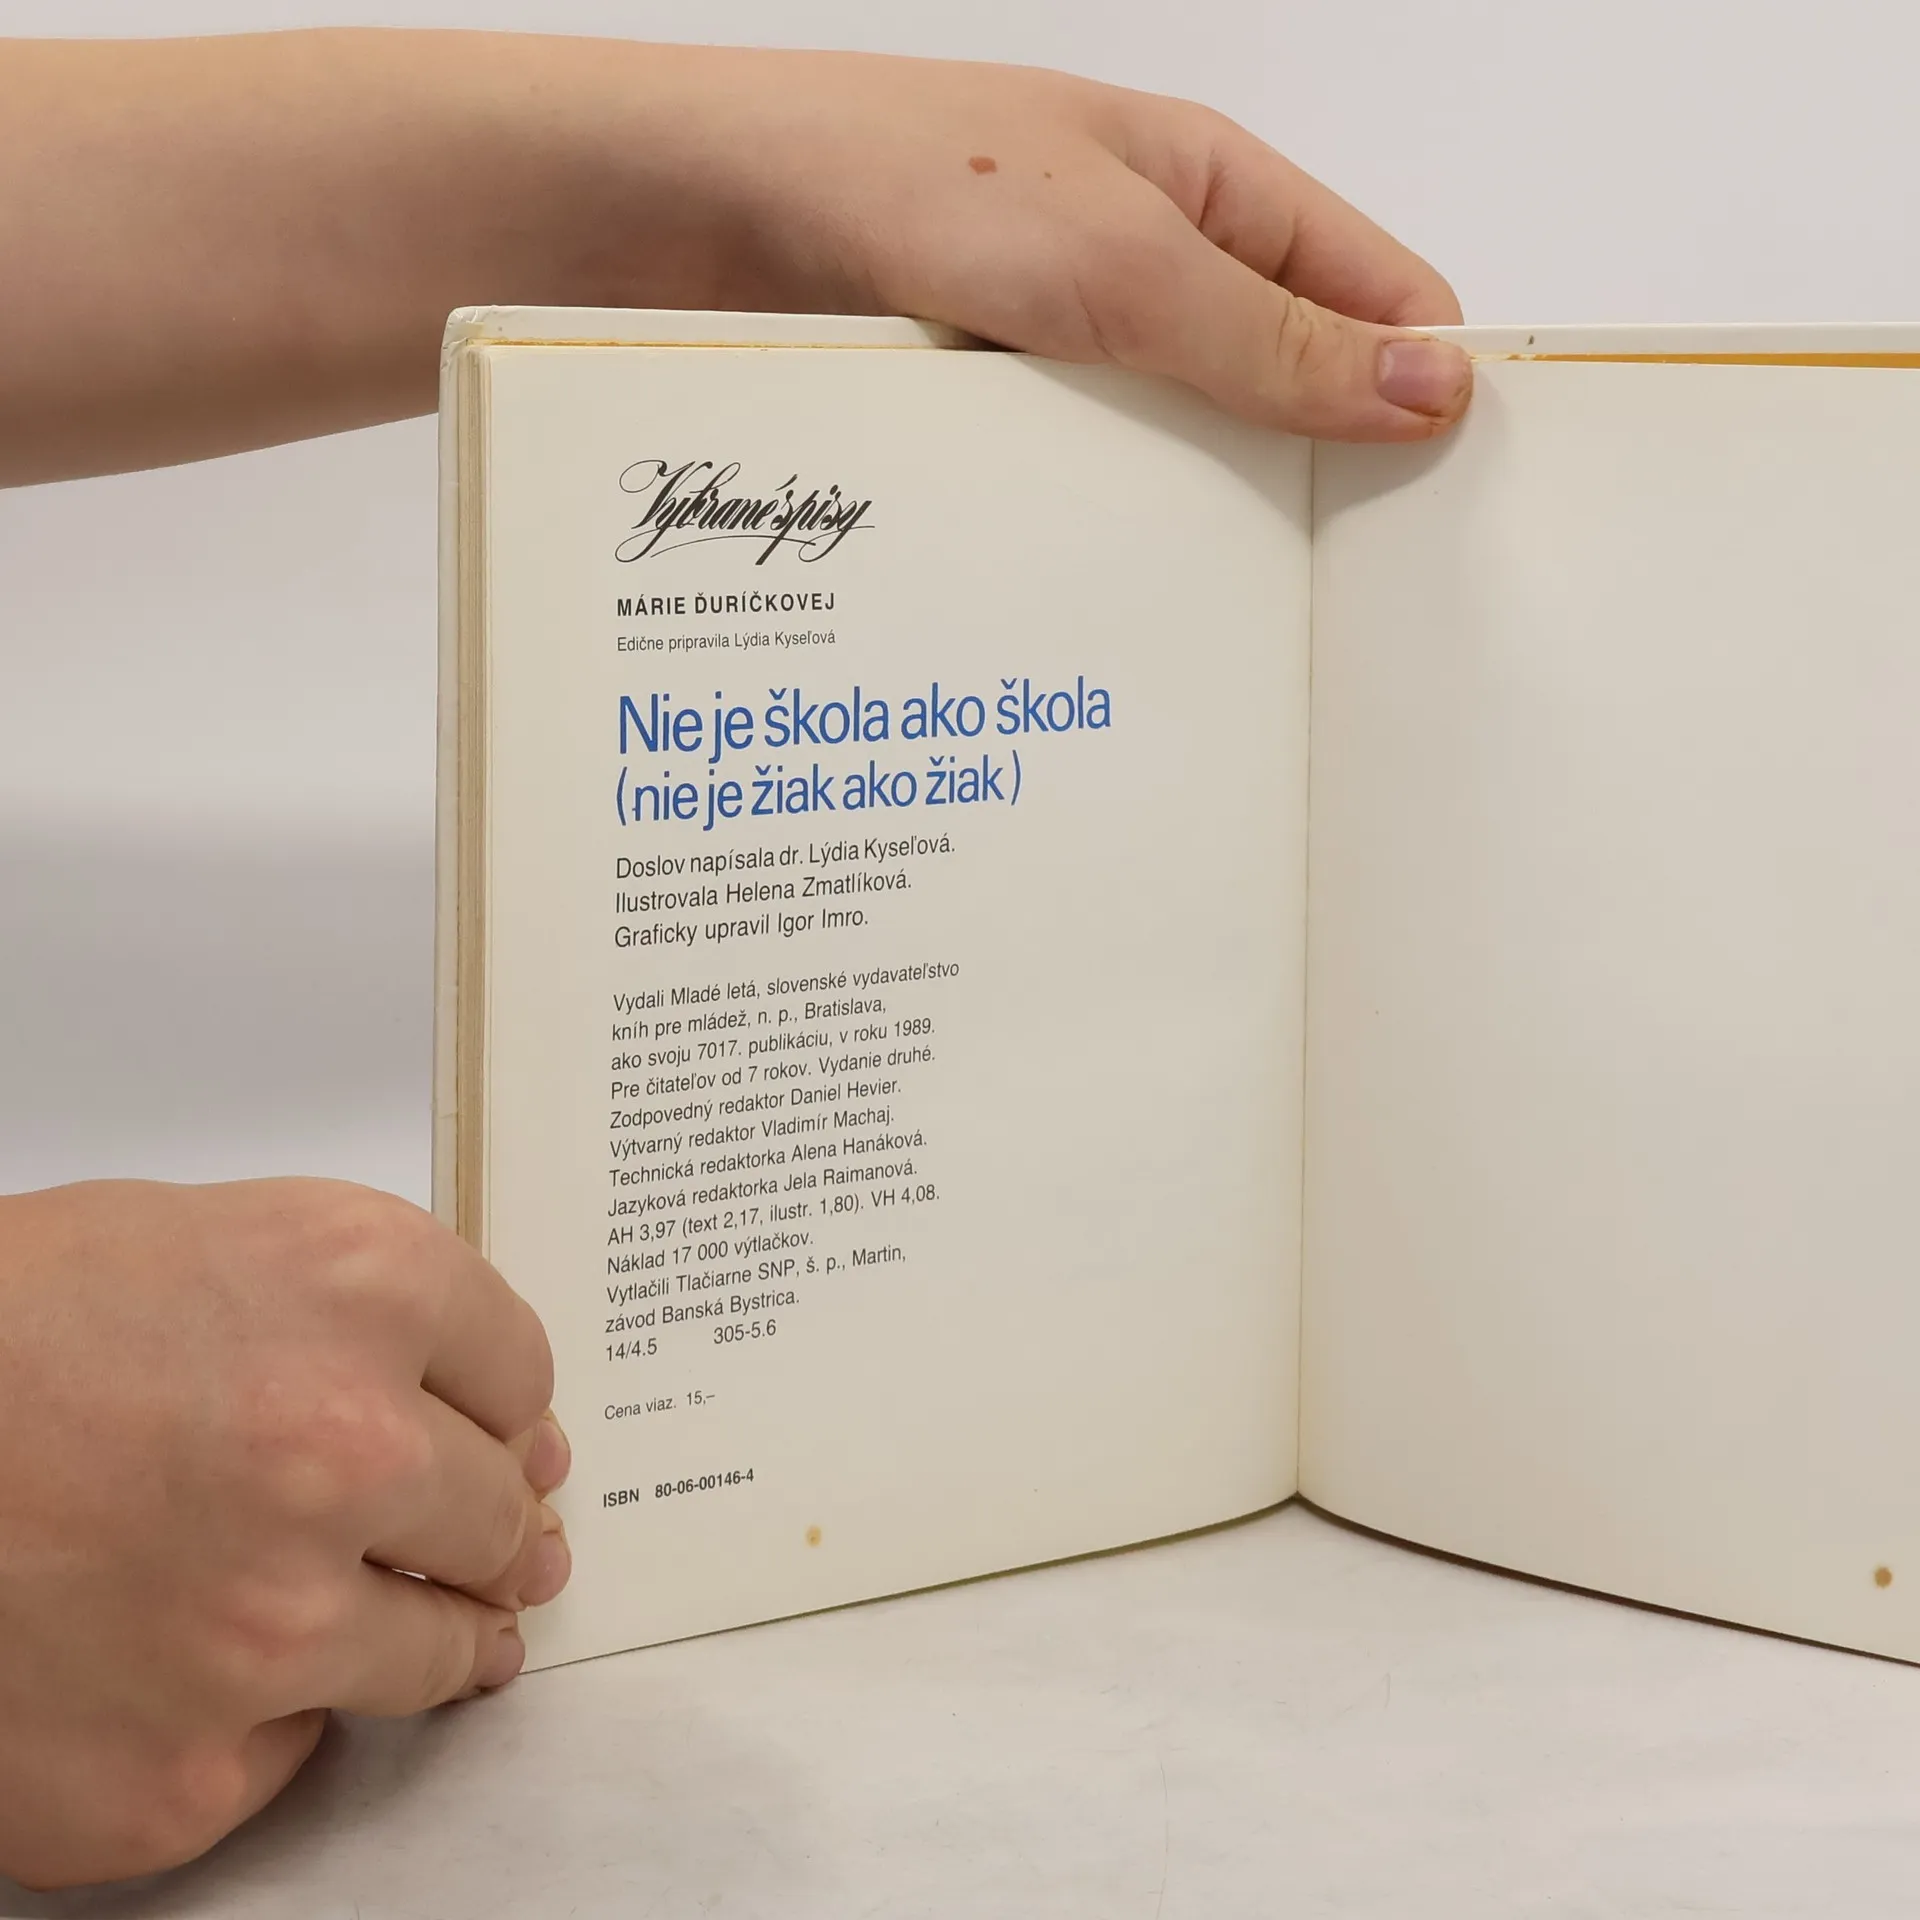 Vybrané spisy
MÁRIE ĎURÍČKOVEJ
Edične pripravila Lýdia Kyseľová
Nie je škola ako škola
(nie je žiak ako žiak)
Doslov napísala dr. Lýdia Kyseľová.
Ilustrovala Helena Zmatlíková.
Graficky upravil Igor Imro.
Vydali Mladé letá, slovenské vydavateľstvo
kníh pre mládež, n. p., Bratislava,
ako svoju 7017. publikáciu, v roku 1989.
Pre čitateľov od 7 rokov. Vydanie druhé.
Zodpovedný redaktor Daniel Hevier.
Výtvarný redaktor Vladimír Machaj.
Technická redaktorka Alena Hanáková.
Jazyková redaktorka Jela Raimanová.
AH 3,97 (text 2,17, ilustr. 1,80). VH 4,08.
Náklad 17 000 výtlačkov.
Vytlačili Tlačiarne SNP, š. p., Martin,
závod Banská Bystrica.
14/4.5 305-5.6
Cena viaz. 15,–
ISBN 80-06-00146-4